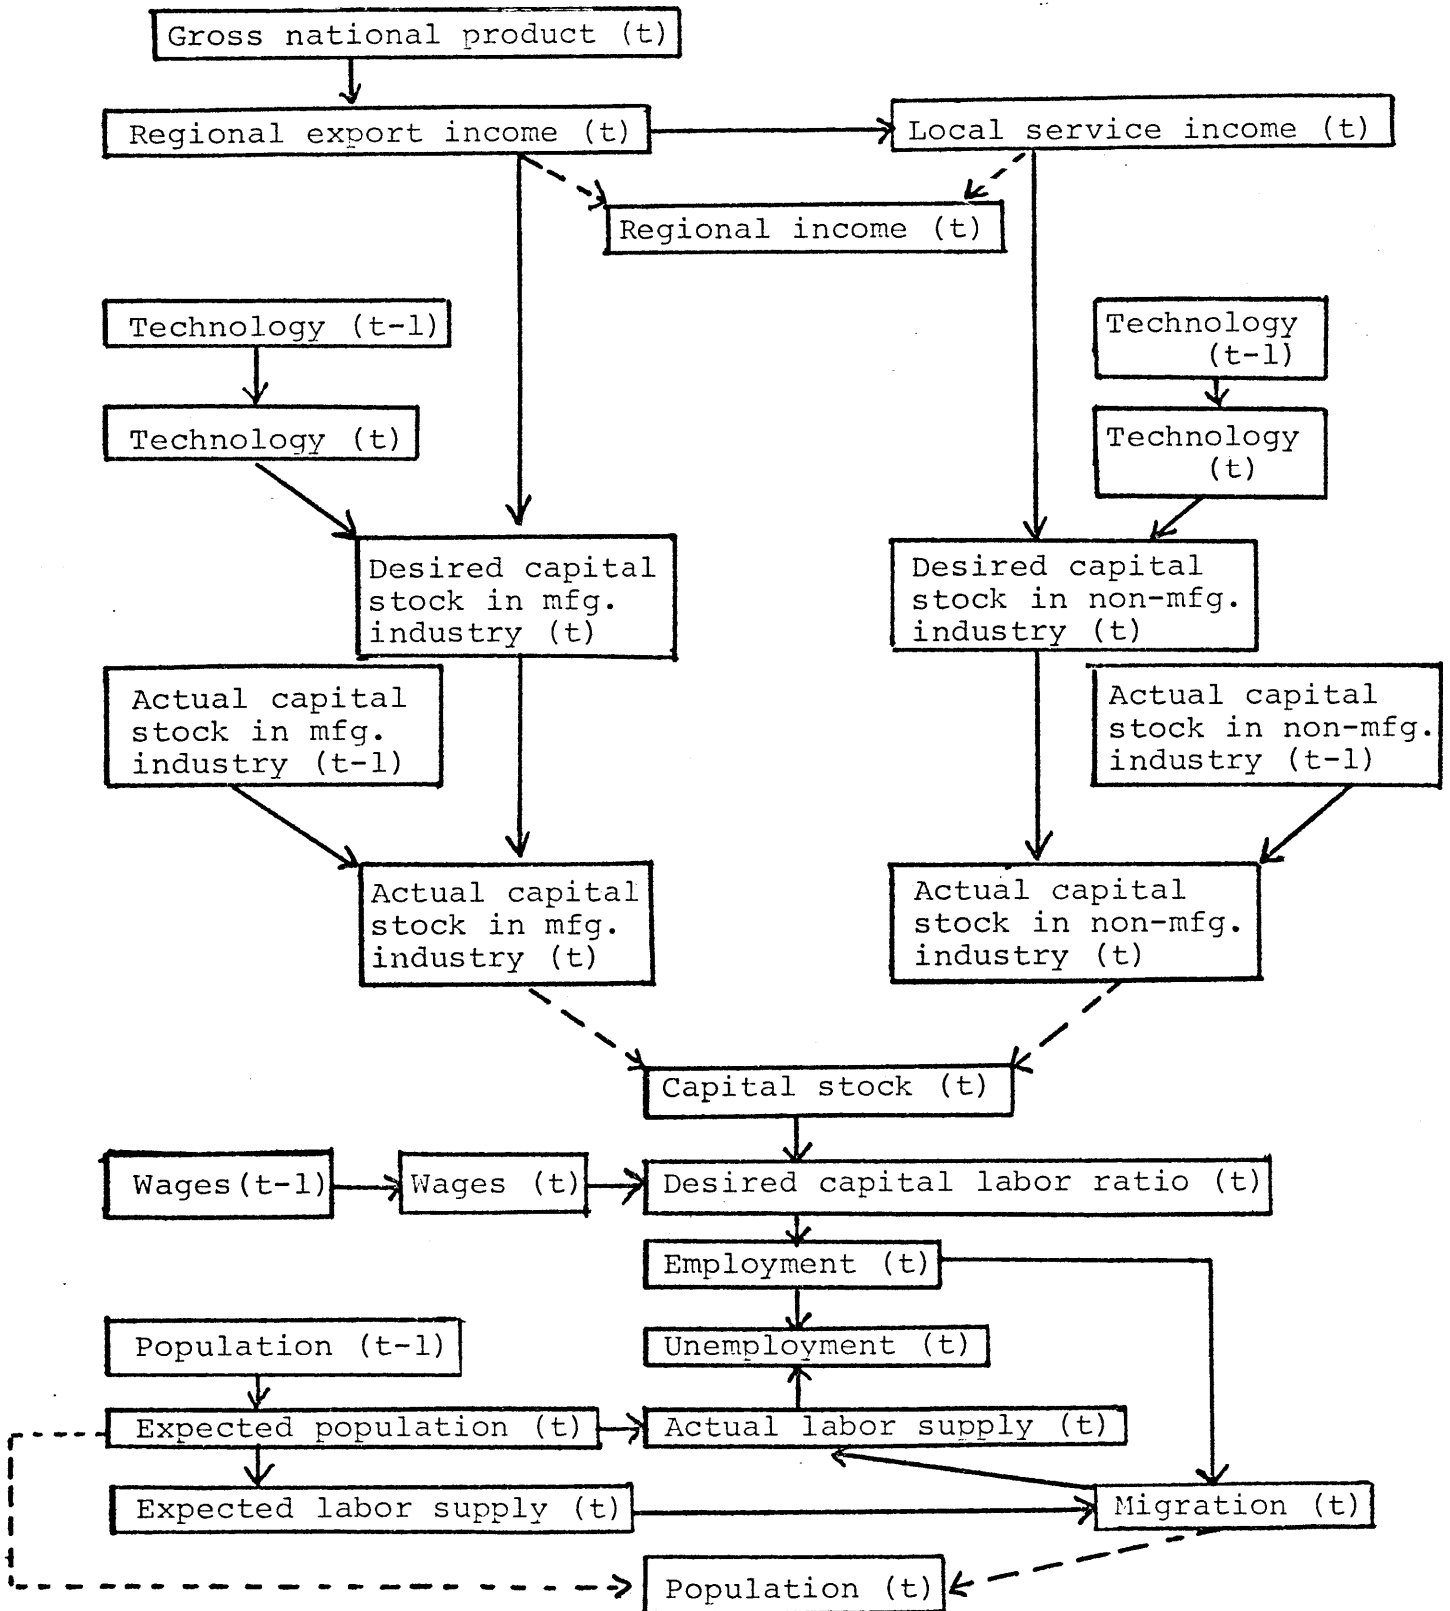 Gross national product (t)
Regional export income (t)
Local service income (t)
Regional income (t)
Technology (t-1)
Technology
(t-1)
Technology (t)
Technology
(t)
Desired capital
stock in mfg.
industry (t)
Desired capital
stock in non-mfg.
industry (t)
Actual capital
stock in mfg.
industry (t-1)
Actual capital
stock in non-mfg.
industry (t-1)
Actual capital
stock in mfg.
industry (t)
Actual capital
stock in non-mfg.
industry (t)
Capital stock (t)
Wages(t-1)
Wages (t)
Desired capital labor ratio (t)
Employment (t)
Population (t-1)
Unemployment (t)
Expected population (t)
Actual labor supply (t)
Expected labor supply (t)
Migration (t)
Population (t)